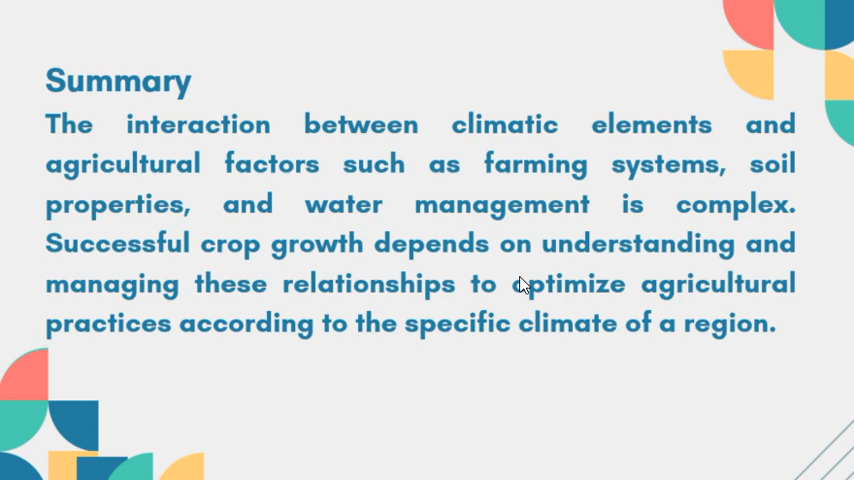 Summary
The interaction between climatic elements and
agricultural factors such as farming systems, soil
properties, and water management is complex.
Successful crop growth depends on understanding and
managing these relationships to optimize agricultural
practices according to the specific climate of a region.